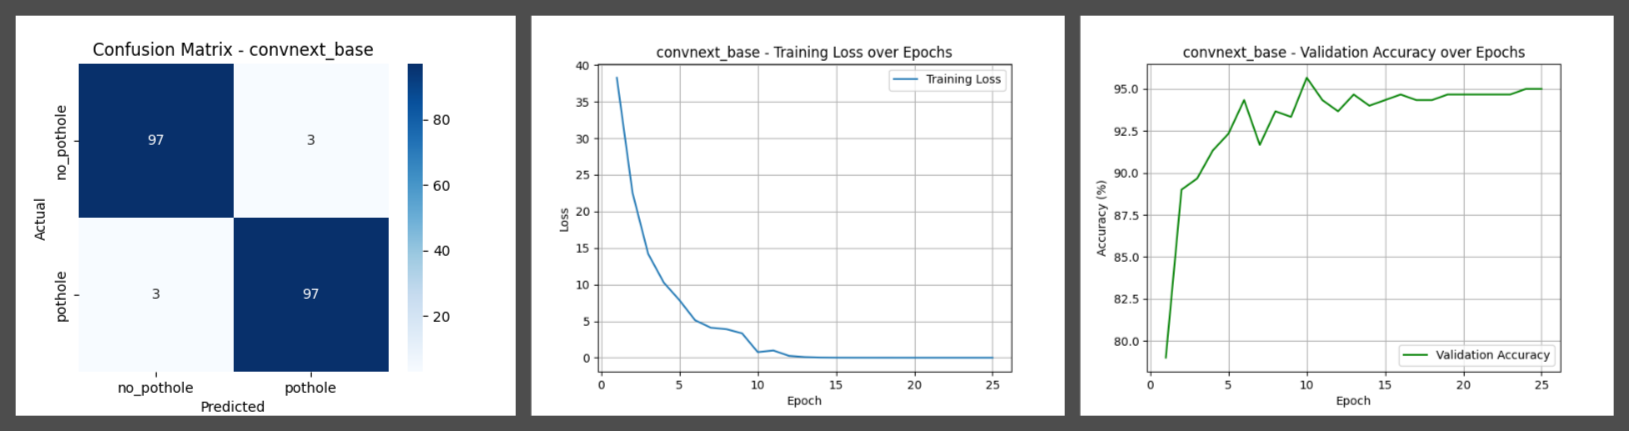 Confusion Matrix - convnext_base
no_pothole
pothole
Actual
97
3
3
97
no_pothole
pothole
Predicted
80
60
40
20
convnext_base - Training Loss over Epochs
Training Loss
40
35
30
25
20
15
10
5
0
Loss
0
5
10
15
20
25
Epoch
convnext_base - Validation Accuracy over Epochs
95.0
92.5
90.0
87.5
85.0
82.5
80.0
Accuracy (%)
Validation Accuracy
0
5
10
15
20
25
Epoch